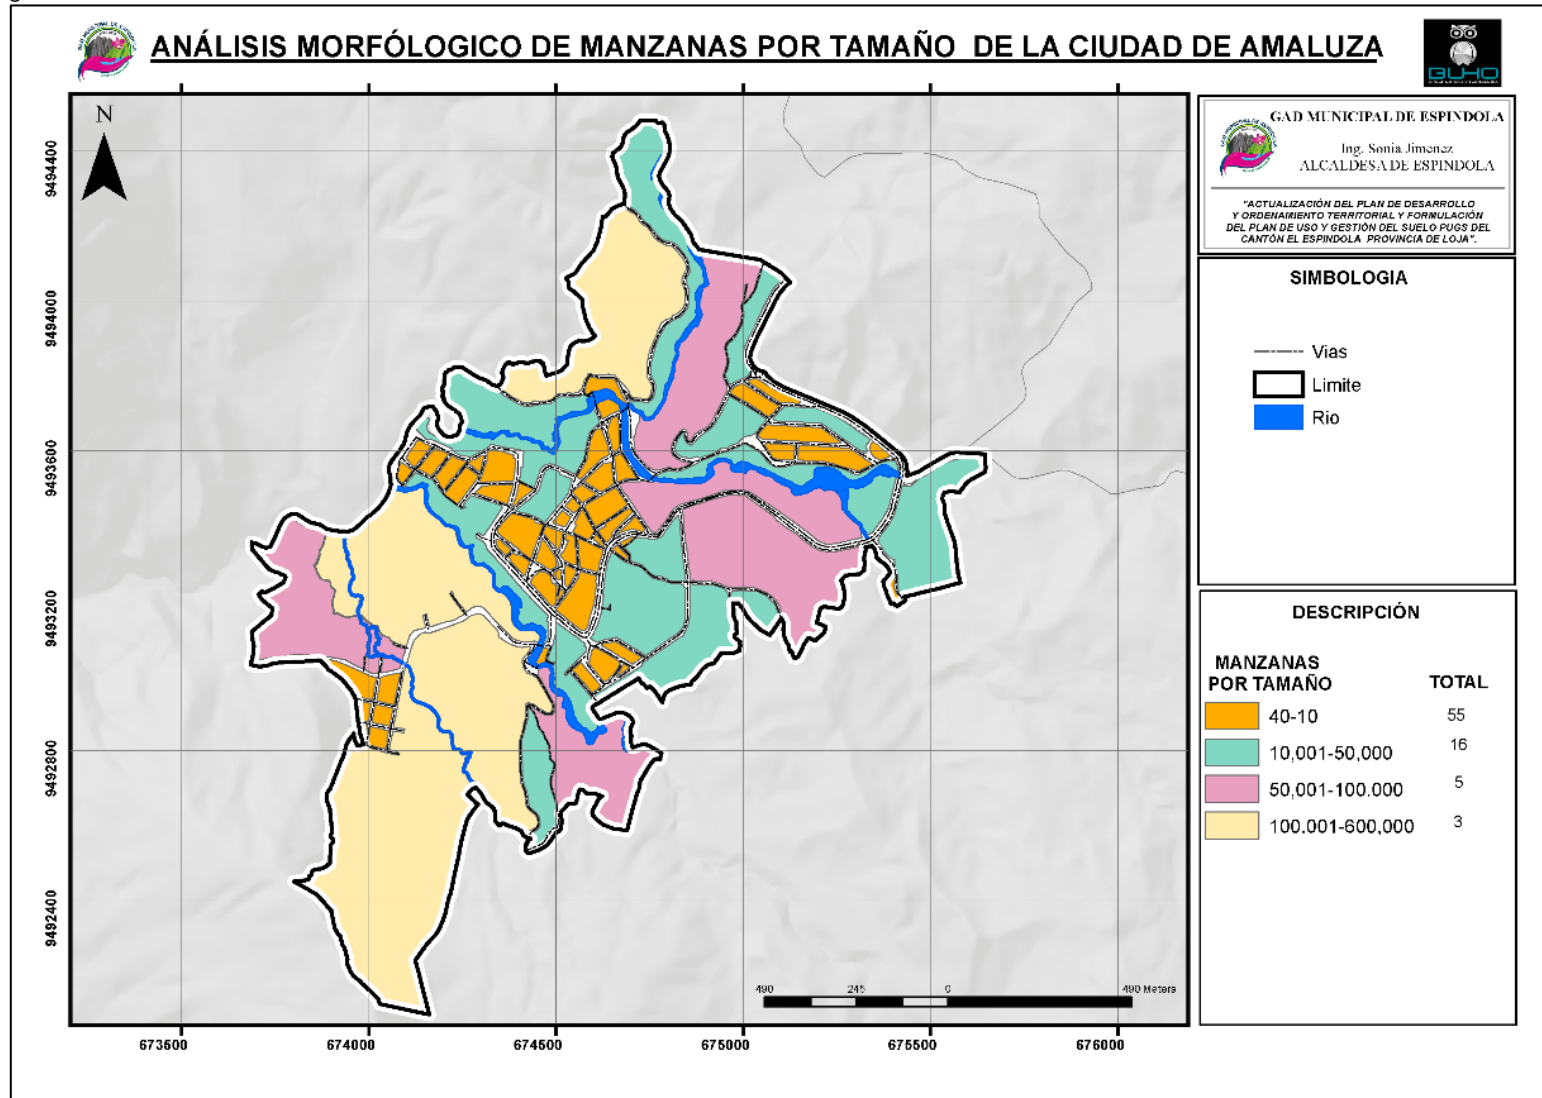 ANÁLISIS MORFÓLOGICO DE MANZANAS POR TAMAÑO DE LA CIUDAD DE AMALUZA
BUHO
N
GAD MUNICIPAL DE ESPINDOLA
Ing. Sonia Jimenez
ALCALDESA DE ESPINDOLA
"ACTUALIZACIÓN DEL PLAN DE DESARROLLO
Y ORDENAMIENTO TERRITORIAL Y FORMULACIÓN
DEL PLAN DE USO Y GESTIÓN DEL SUELO PUGS DEL
CANTÓN EL ESPINDOLA PROVINCIA DE LOJA".
SIMBOLOGIA
Vias
Limite
Rio
DESCRIPCIÓN
MANZANAS
POR TAMAÑO TOTAL
40-10 55
10,001-50,000 16
50,001-100.000 5
100.001-600,000 3
9494400
9494000
9493600
9493200
9492800
9492400
490 245 0 490 Meters
673500 674000 674500 675000 675500 676000